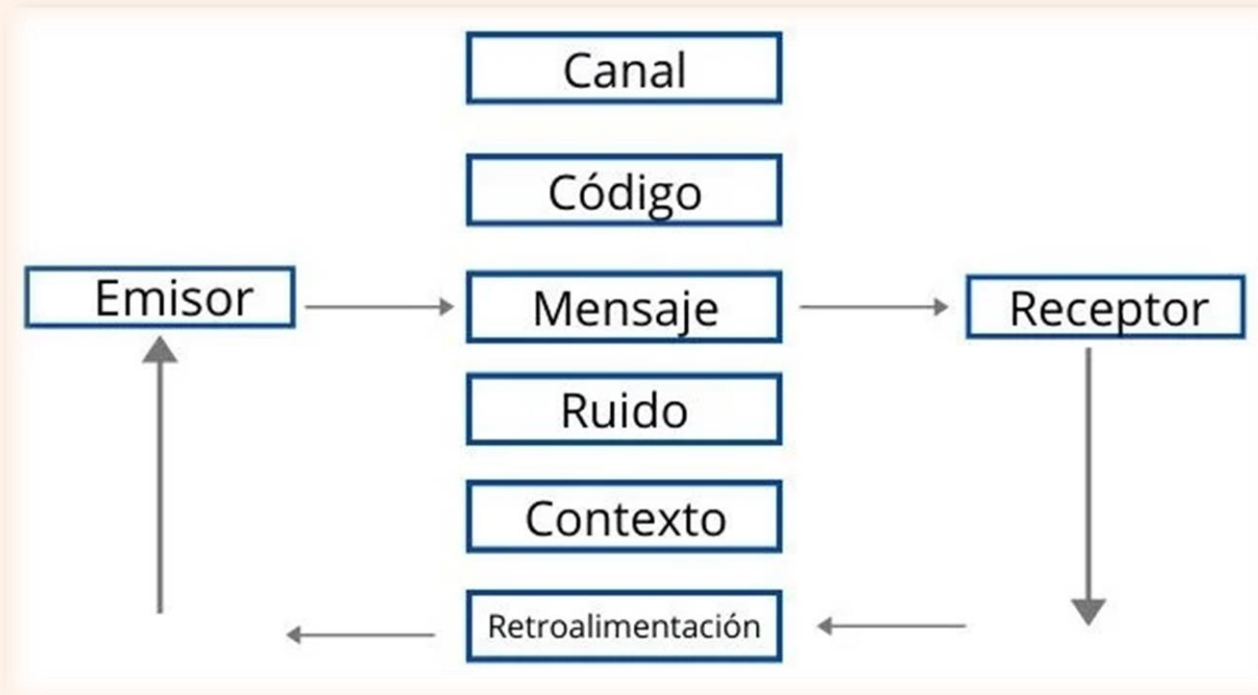 Canal
Código
Emisor
Mensaje
Receptor
Ruido
Contexto
Retroalimentación